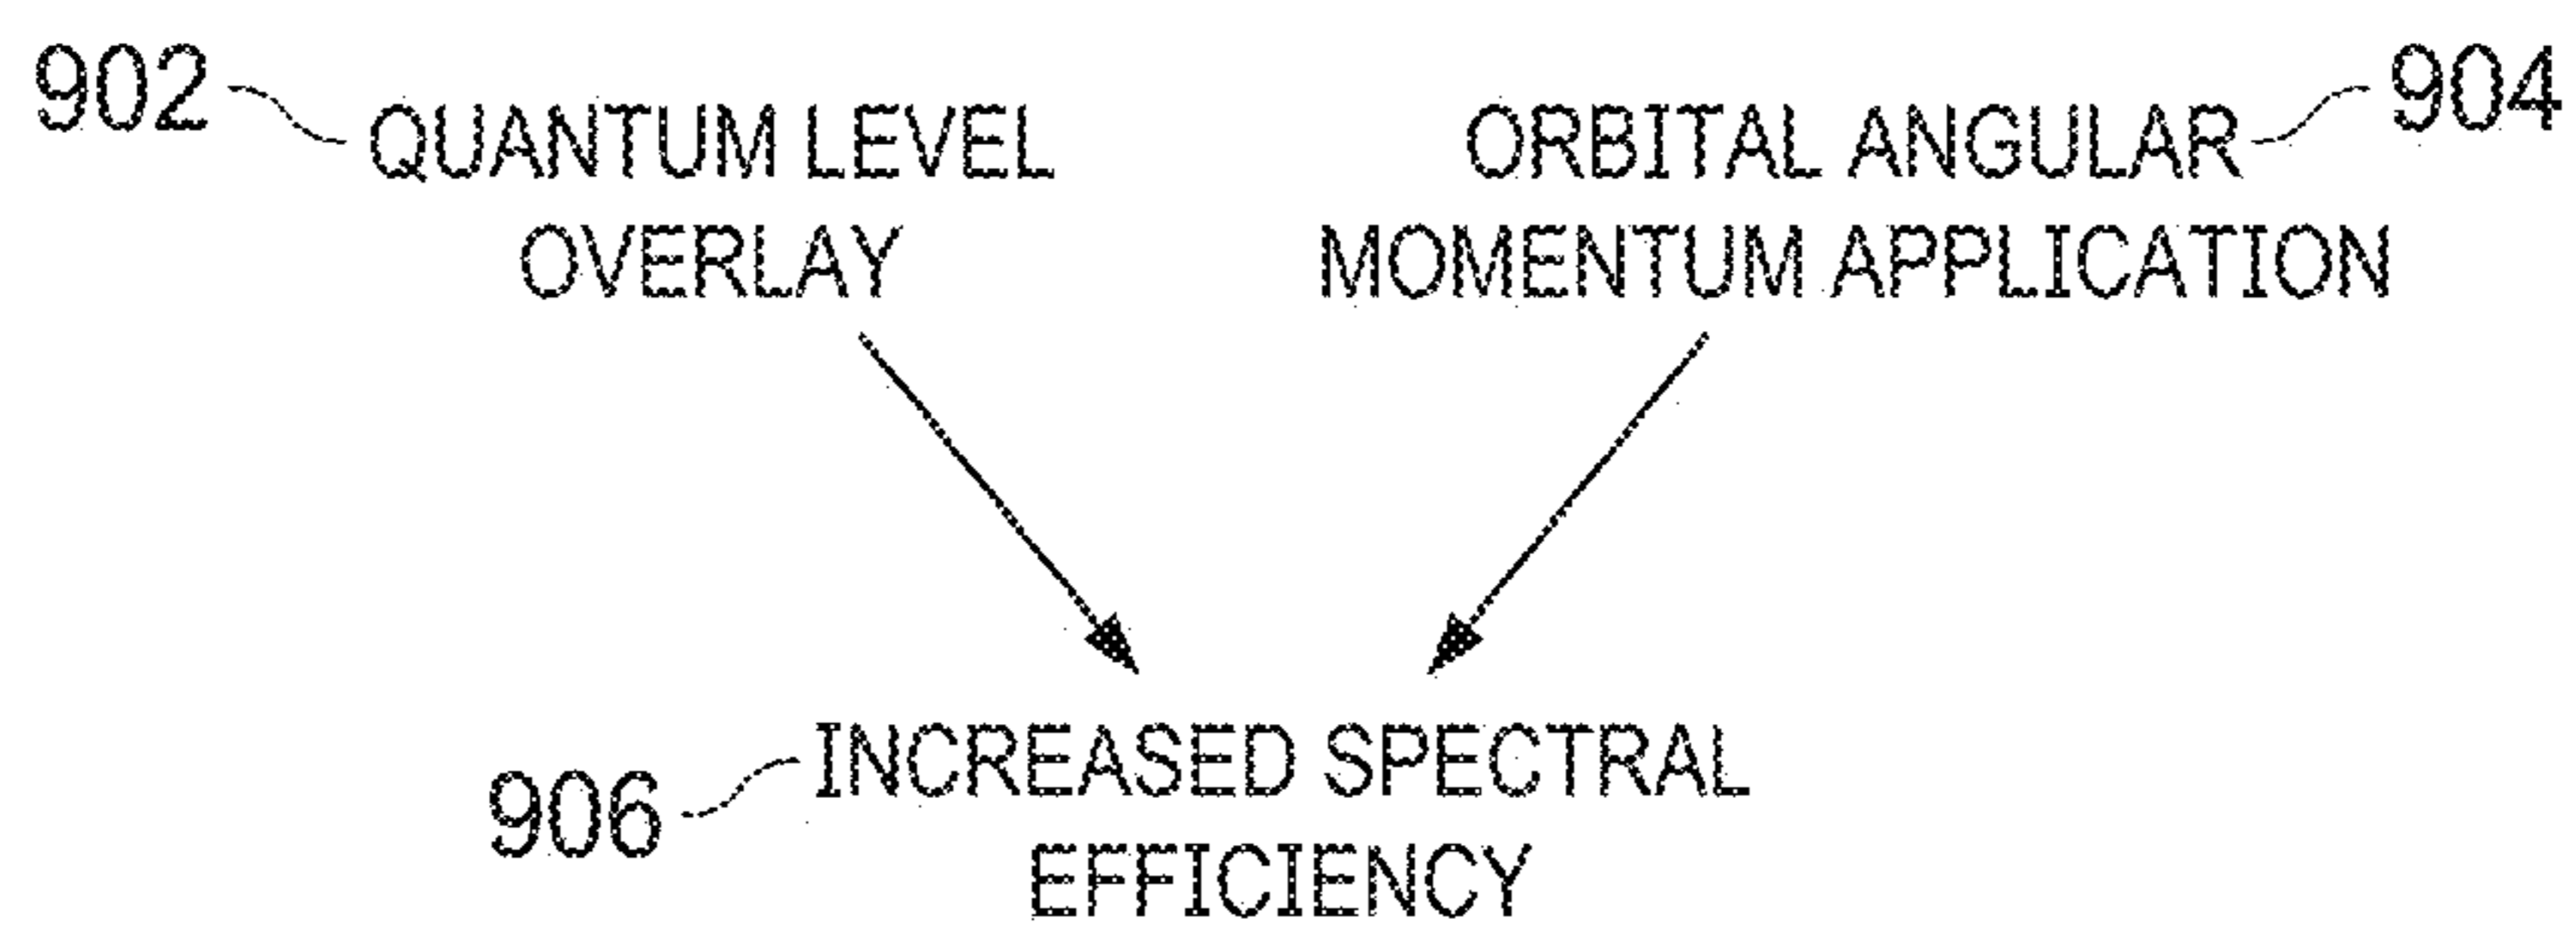 902 QUANTUM LEVEL
OVERLAY
ORBITAL ANGULAR 904
MOMENTUM APPLICATION
906 INCREASED SPECTRAL
EFFICIENCY